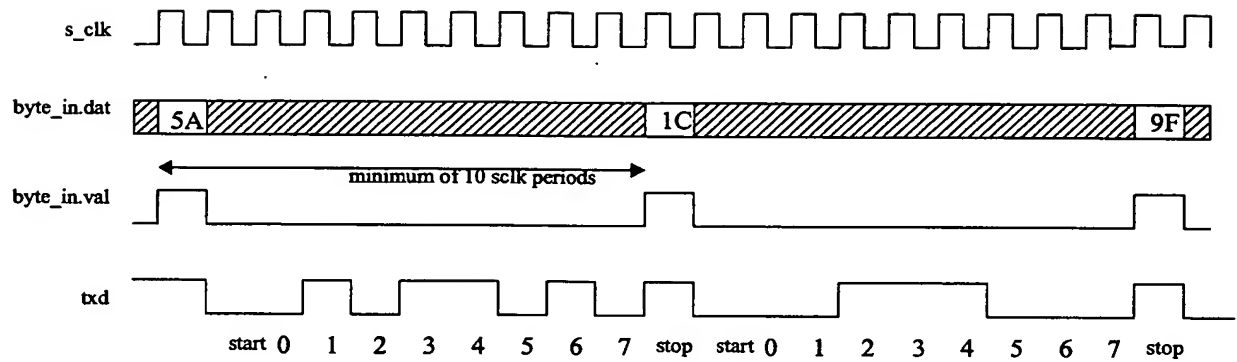 s_clk
byte_in.dat 5A 1C 9F
minimum of 10 sclk periods
byte_in.val
txd
start 0 1 2 3 4 5 6 7 stop start 0 1 2 3 4 5 6 7 stop